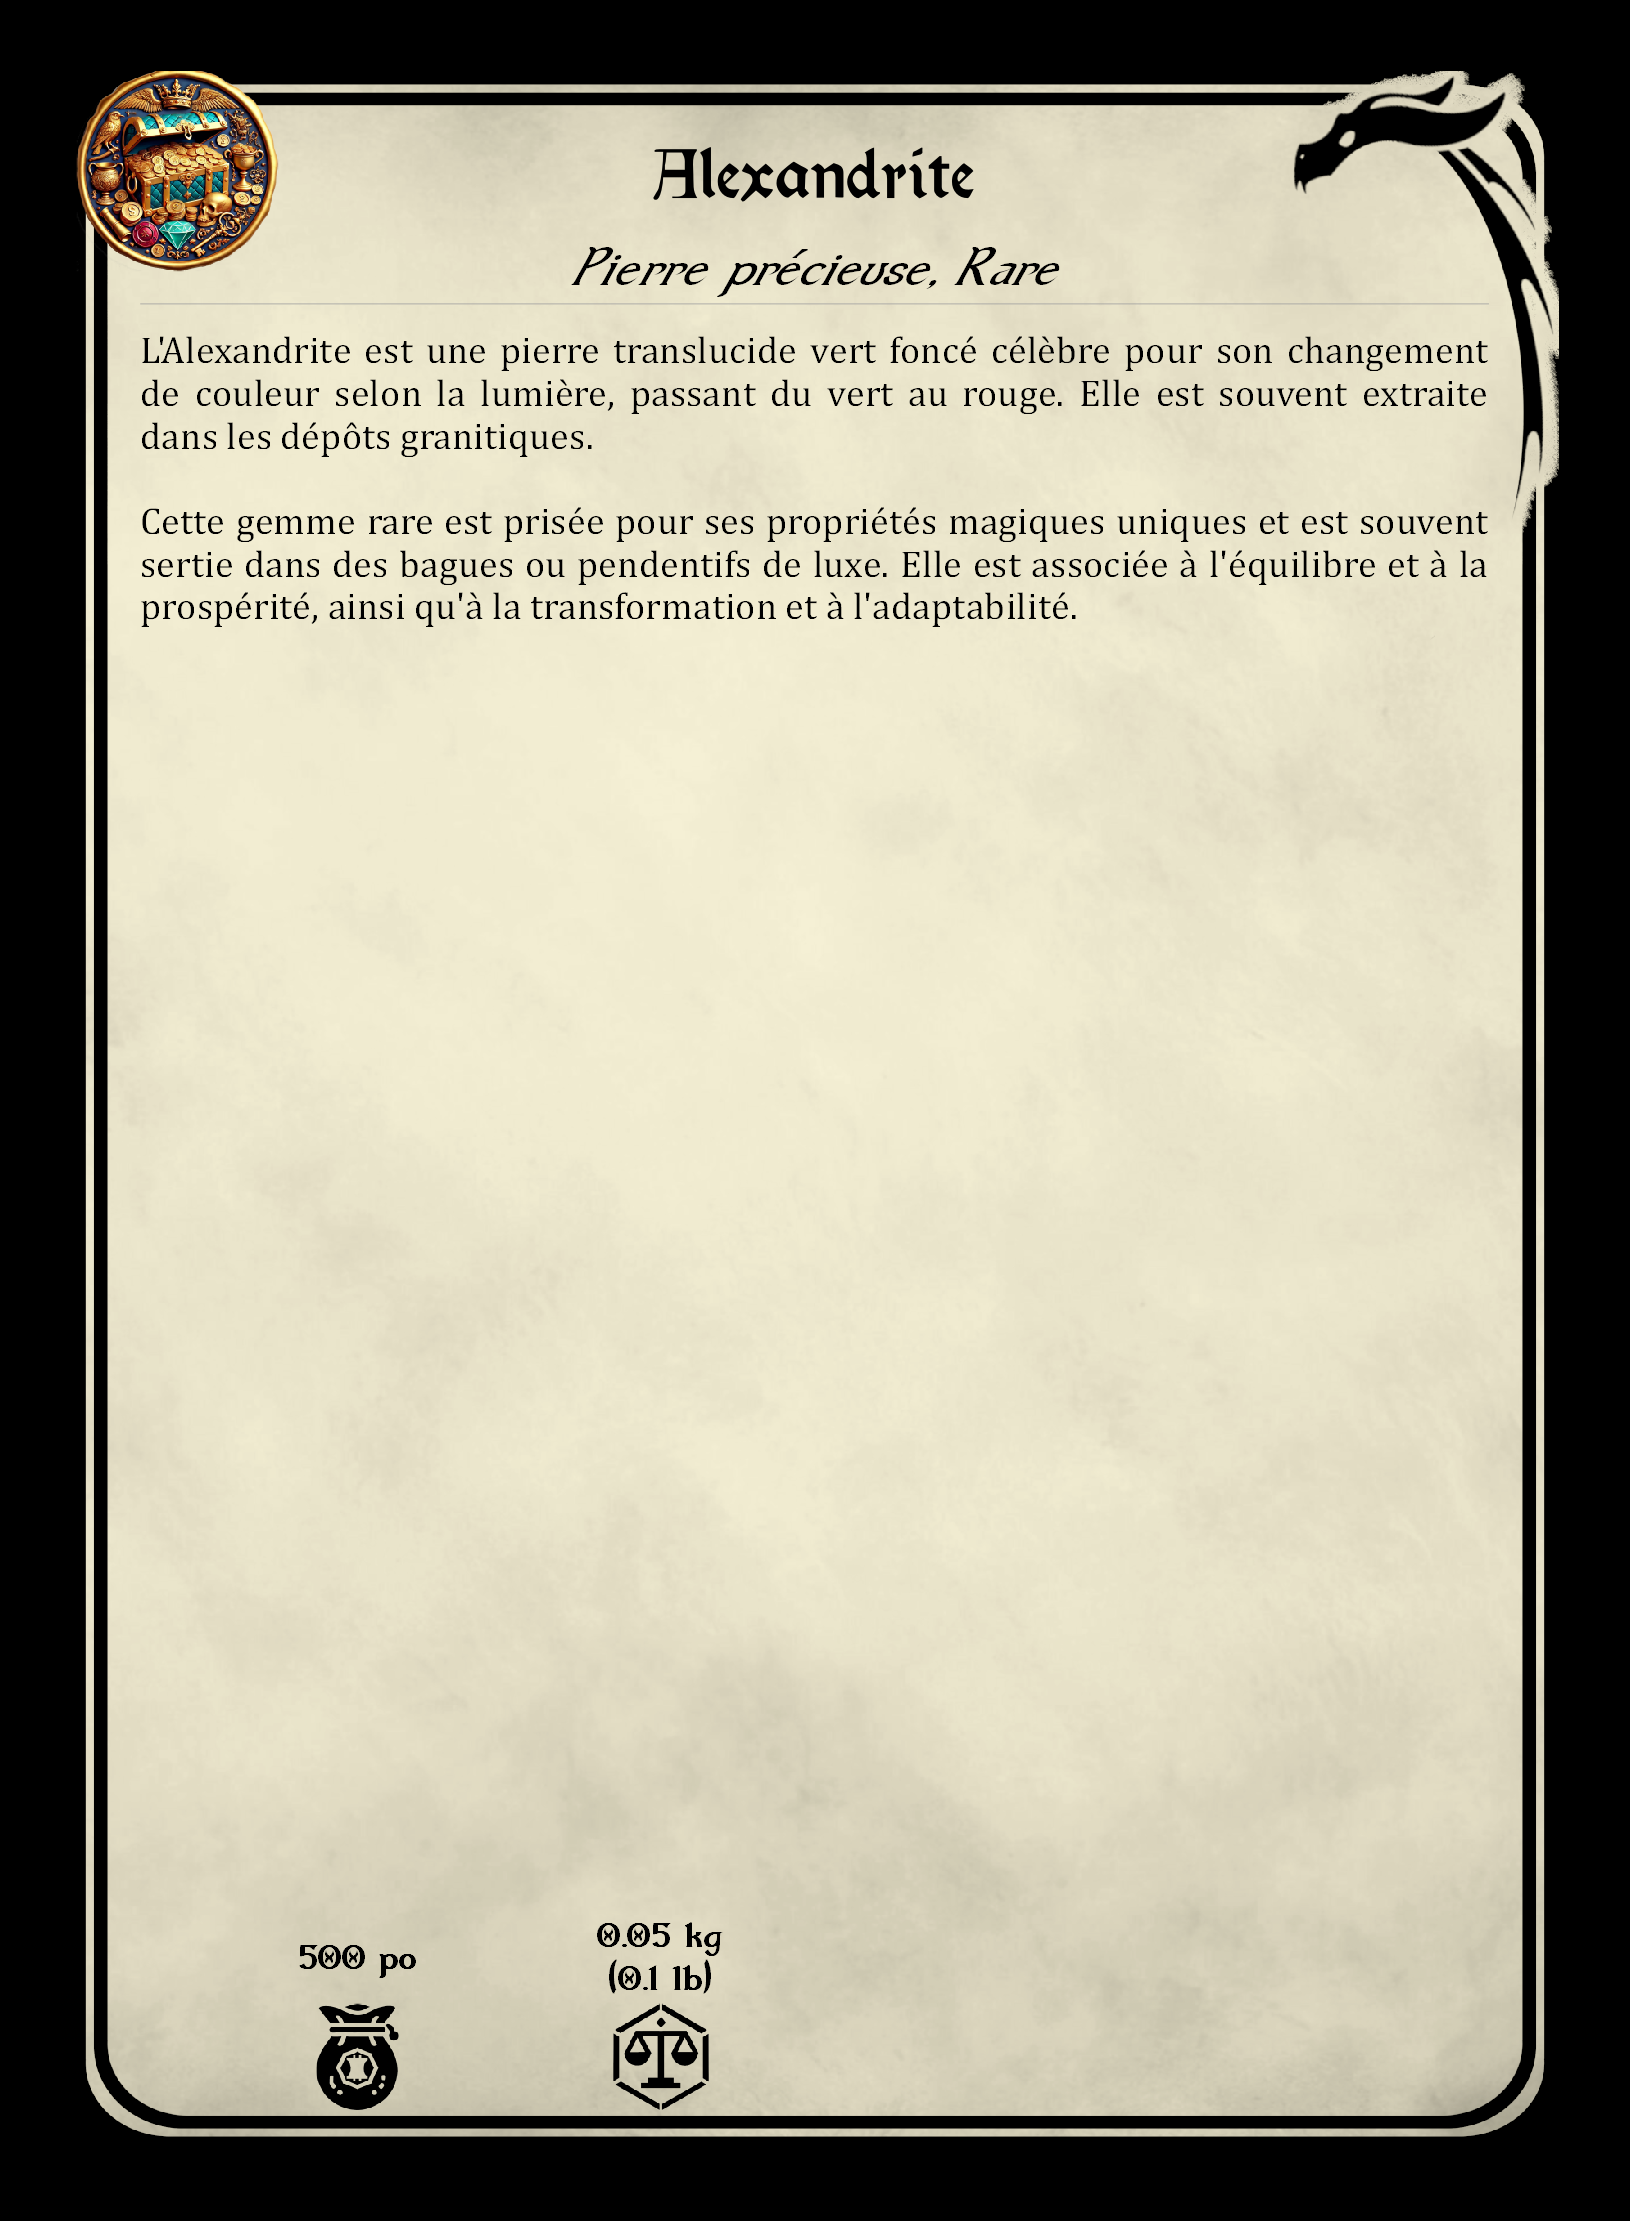 Alexandrite
Pierre précieuse, Rare
L'Alexandrite est une pierre translucide vert foncé célèbre pour son changement
de couleur selon la lumière, passant du vert au rouge. Elle est souvent extraite
dans les dépôts granitiques.
Cette gemme rare est prisée pour ses propriétés magiques uniques et est souvent
sertie dans des bagues ou pendentifs de luxe. Elle est associée à l'équilibre et à la
prospérité, ainsi qu'à la transformation et à l'adaptabilité.
500 po
0.05 kg
(0.1 lb)